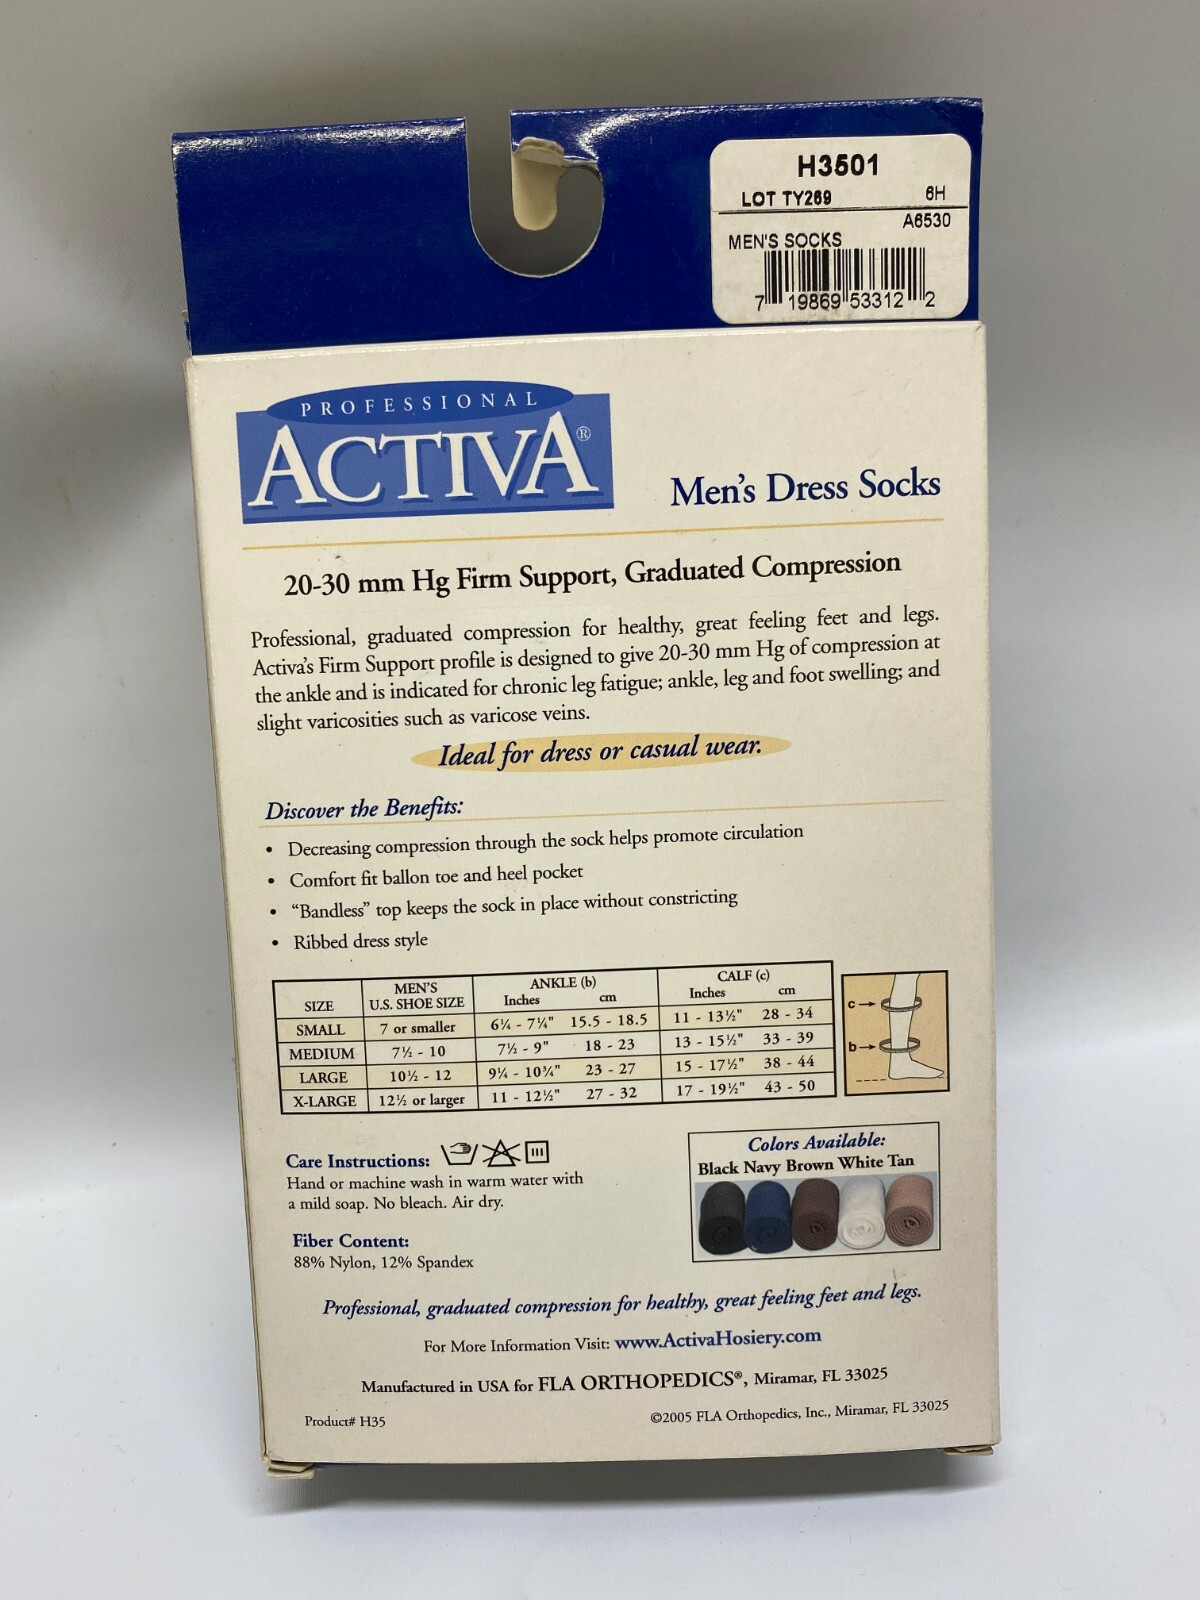 H3501
LOT TY269 6H
A6530
MEN'S SOCKS
7 19869 53312 2
PROFESSIONAL
ACTIVA®
Men's Dress Socks
20-30 mm Hg Firm Support, Graduated Compression
Professional, graduated compression for healthy, great feeling feet and legs.
Activa's Firm Support profile is designed to give 20-30 mm Hg of compression at
the ankle and is indicated for chronic leg fatigue; ankle, leg and foot swelling; and
slight varicosities such as varicose veins.
Ideal for dress or casual wear.
Discover the Benefits:
• Decreasing compression through the sock helps promote circulation
• Comfort fit ballon toe and heel pocket
• "Bandless" top keeps the sock in place without constricting
• Ribbed dress style
MEN'S ANKLE (b) CALF (c)
SIZE U.S. SHOE SIZE Inches cm Inches cm
SMALL 7 or smaller 6¼ - 7¼" 15.5 - 18.5 11 - 13½" 28 - 34
MEDIUM 7½ - 10 7½ - 9" 18 - 23 13 - 15½" 33 - 39
LARGE 10½ - 12 9¼ - 10¾" 23 - 27 15 - 17½" 38 - 44
X-LARGE 12½ or larger 11 - 12½" 27 - 32 17 - 19½" 43 - 50
c
b
Care Instructions:
Hand or machine wash in warm water with
a mild soap. No bleach. Air dry.
Fiber Content:
88% Nylon, 12% Spandex
Colors Available:
Black Navy Brown White Tan
Professional, graduated compression for healthy, great feeling feet and legs.
For More Information Visit: www.ActivaHosiery.com
Manufactured in USA for FLA ORTHOPEDICS®, Miramar, FL 33025
Product# H35 ©2005 FLA Orthopedics, Inc., Miramar, FL 33025